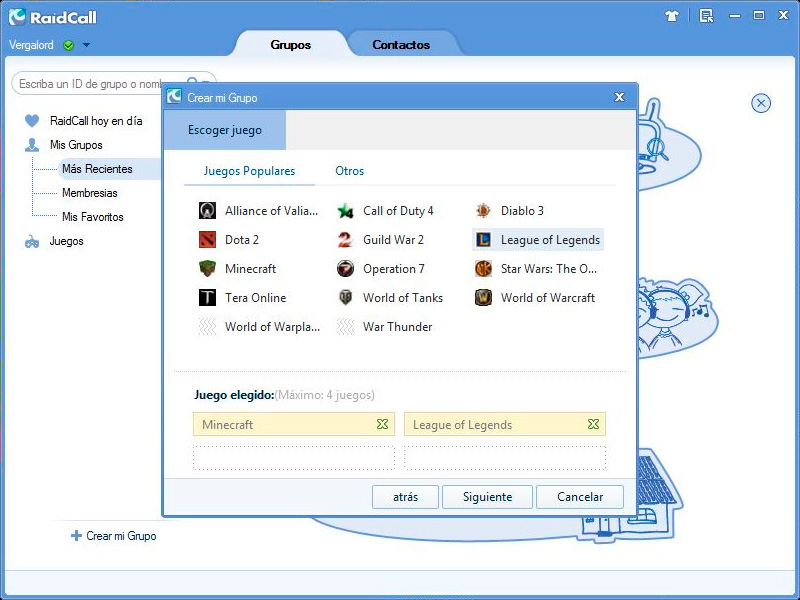 RaidCall
Vergalord
Grupos
Contactos
Escriba un ID de grupo o nom
RaidCall hoy en día
Mis Grupos
Más Recientes
Membresias
Mis Favoritos
Juegos
Crear mi Grupo
Crear mi Grupo
Escoger juego
Juegos Populares
Otros
Alliance of Valia...
Call of Duty 4
Diablo 3
Dota 2
Guild War 2
League of Legends
Minecraft
Operation 7
Star Wars: The O...
Tera Online
World of Tanks
World of Warcraft
World of Warpla...
War Thunder
Juego elegido:(Máximo: 4 juegos)
Minecraft
League of Legends
atrás
Siguiente
Cancelar